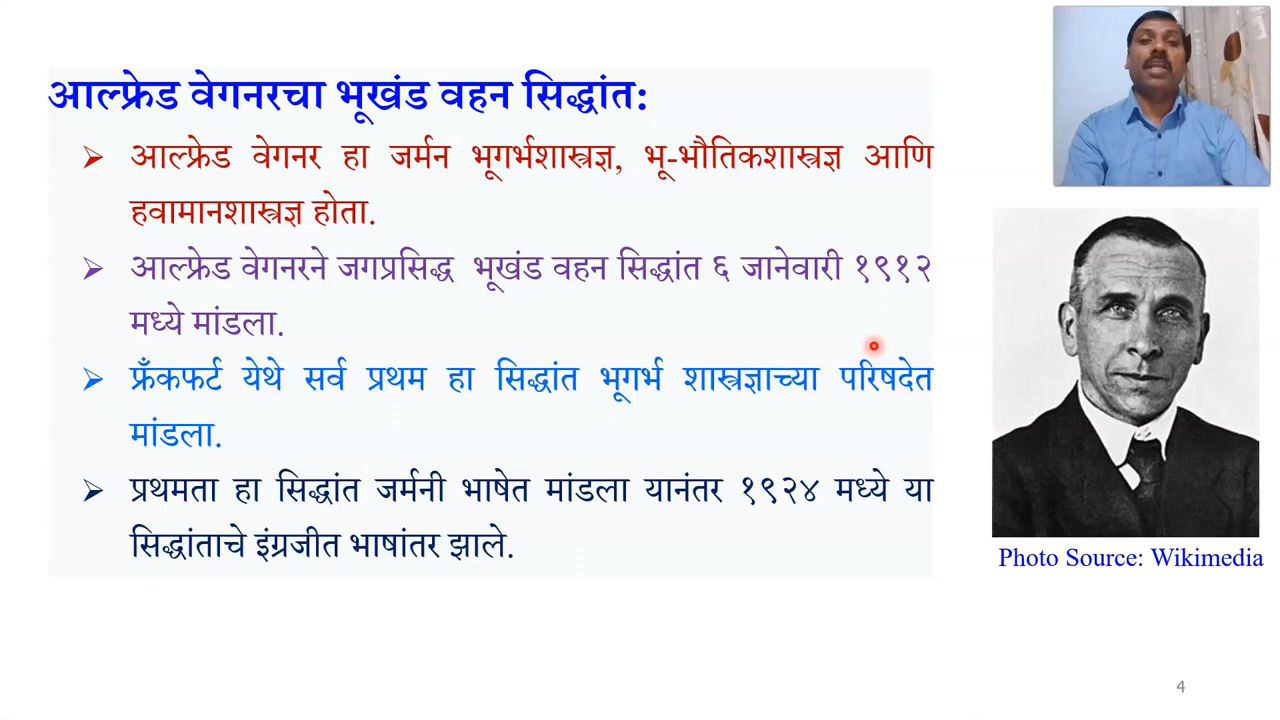 आल्फ्रेड वेगनरचा भूखंड वहन सिद्धांत:
➢ आल्फ्रेड वेगनर हा जर्मन भूगर्भशास्त्रज्ञ, भू-भौतिकशास्त्रज्ञ आणि
हवामानशास्त्रज्ञ होता.
➢ आल्फ्रेड वेगनरने जगप्रसिद्ध भूखंड वहन सिद्धांत ६ जानेवारी १९१२
मध्ये मांडला.
➢ फ्रँकफर्ट येथे सर्व प्रथम हा सिद्धांत भूगर्भ शास्त्रज्ञाच्या परिषदेत
मांडला.
➢ प्रथमता हा सिद्धांत जर्मनी भाषेत मांडला यानंतर १९२४ मध्ये या
सिद्धांताचे इंग्रजीत भाषांतर झाले.
Photo Source: Wikimedia
4